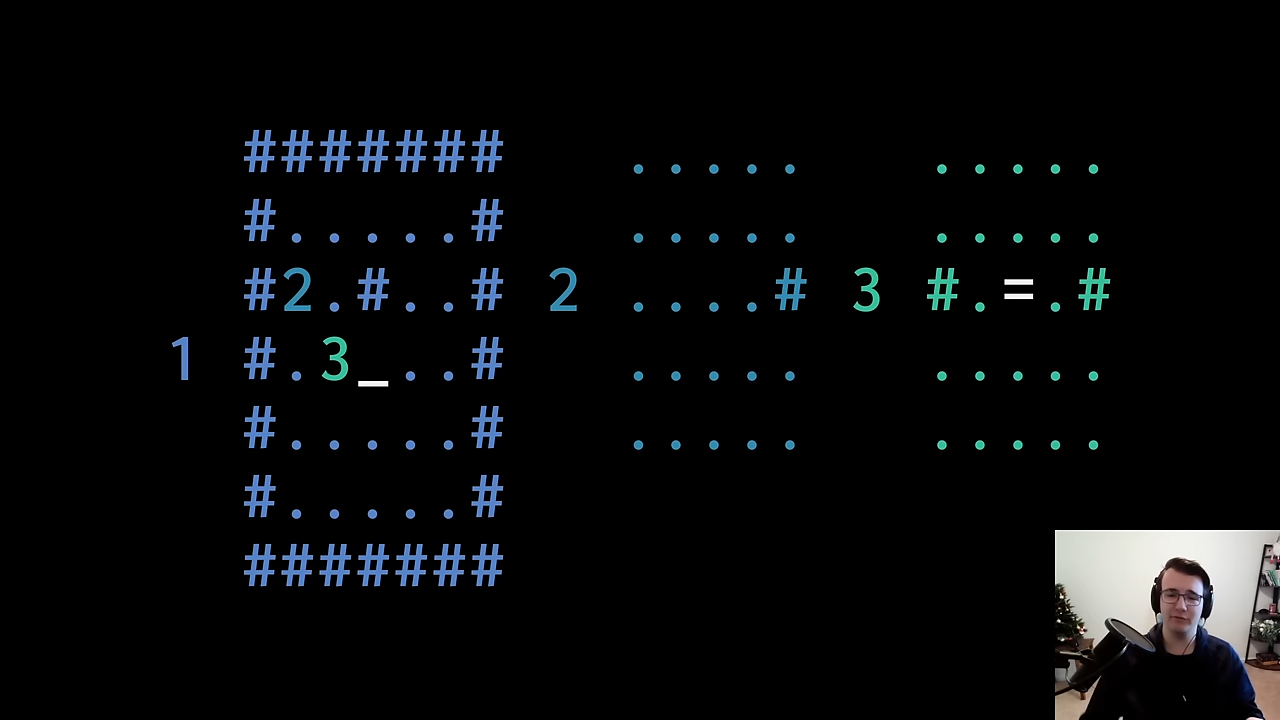 ####### ..... .....
#.....# ..... .....
#2.#..# 2 ....# 3 #.=.#
1 #.3_..# ..... .....
#.....# ..... .....
#.....#
#######